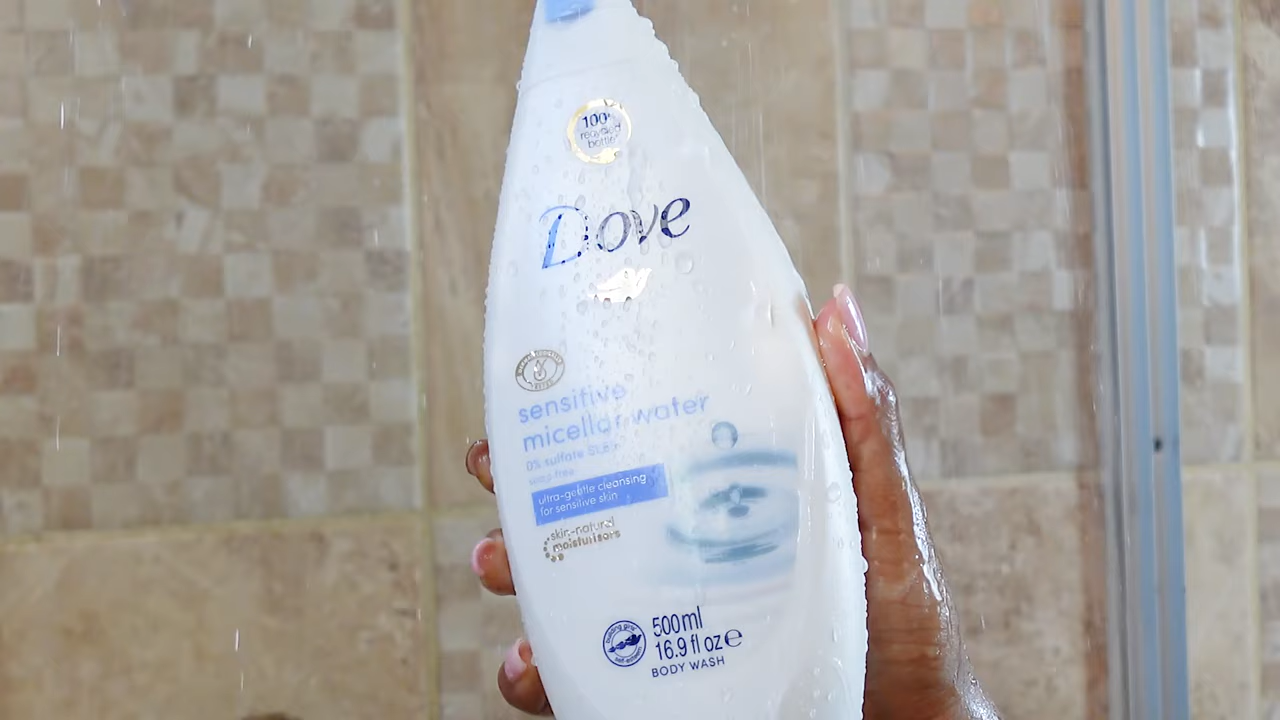 100%
recycled
bottle*
Dove
sensitive
micellar water
0% sulfate SLES
soap free
ultra-gentle cleansing
for sensitive skin
skin-natural
moisturisers
500ml
16.9 fl oz e
BODY WASH